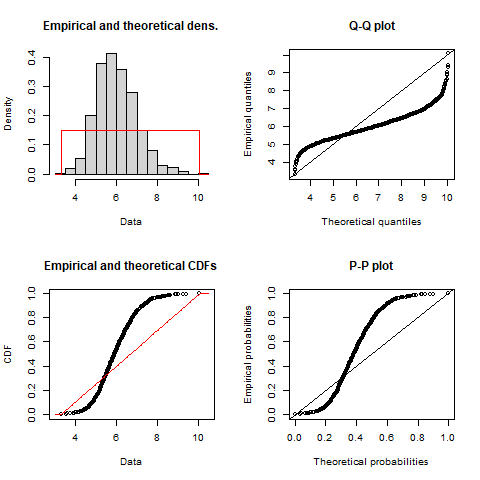 Empirical and theoretical dens.
Density
0.0 0.1 0.2 0.3 0.4
4 6 8 10
Data
Q-Q plot
Empirical quantiles
4 5 6 7 8 9
4 5 6 7 8 9 10
Theoretical quantiles
Empirical and theoretical CDFs
CDF
0.0 0.2 0.4 0.6 0.8 1.0
4 6 8 10
Data
P-P plot
Empirical probabilities
0.0 0.2 0.4 0.6 0.8 1.0
0.0 0.2 0.4 0.6 0.8 1.0
Theoretical probabilities